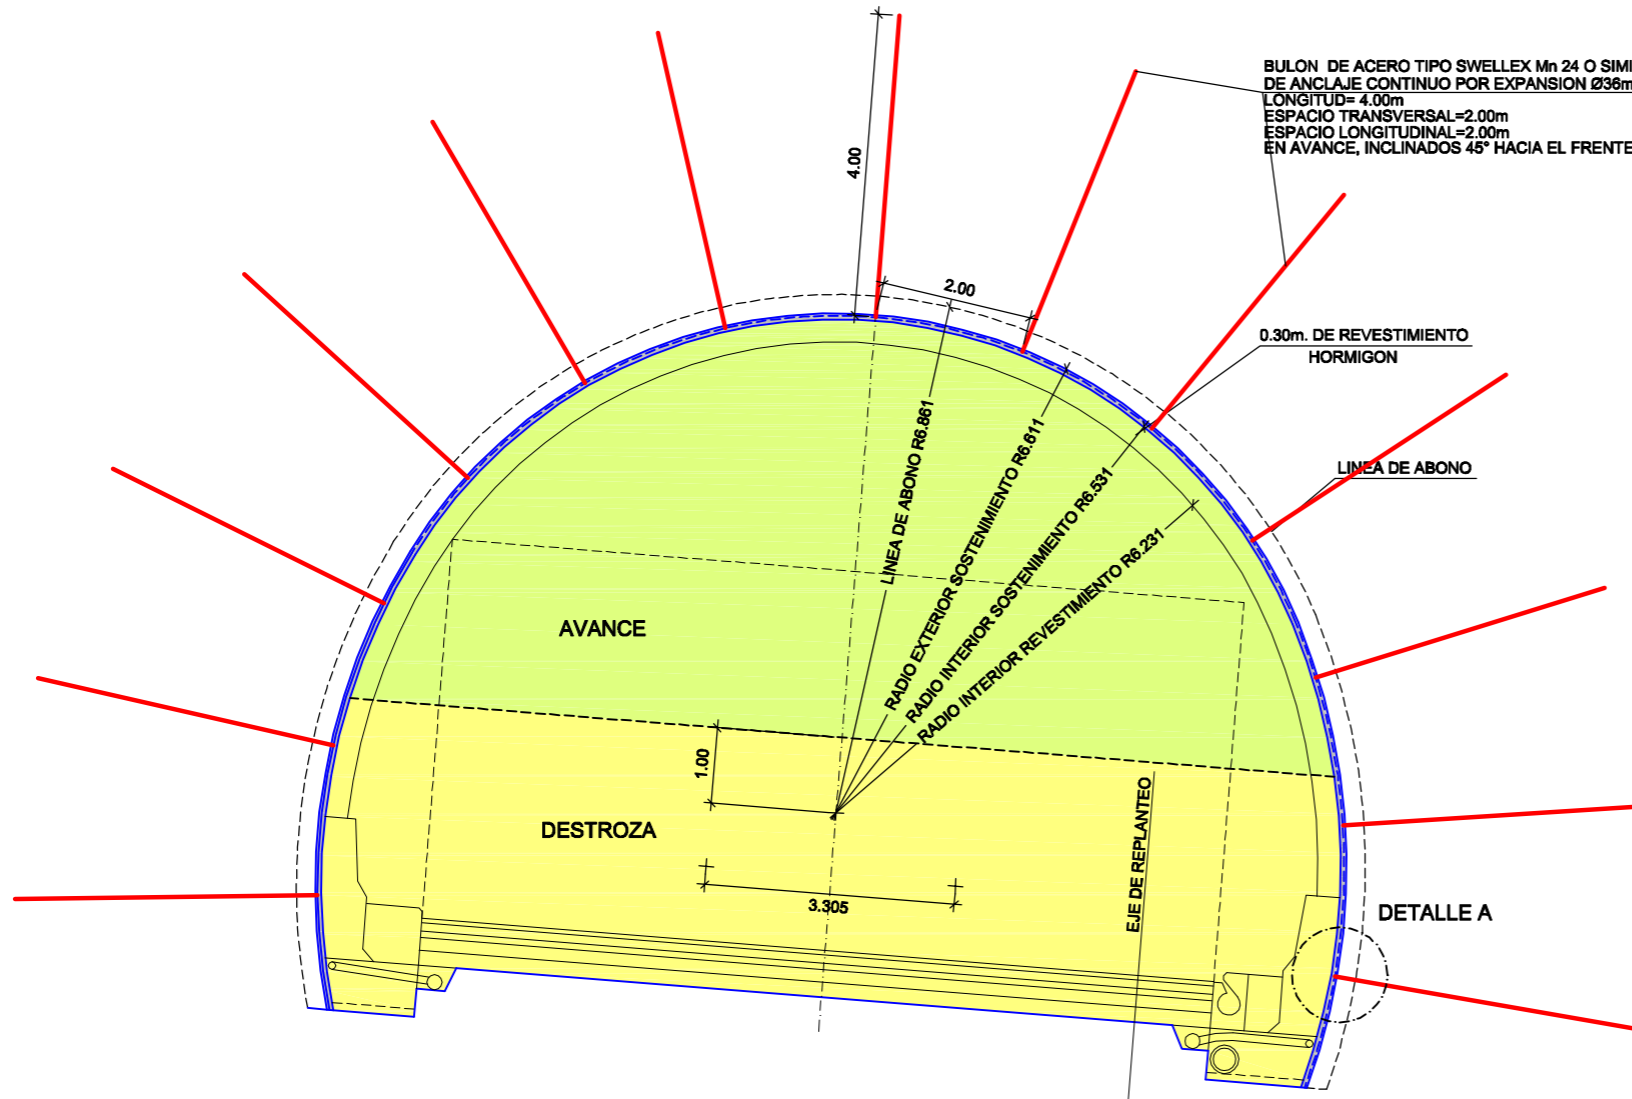 BULON DE ACERO TIPO SWELLEX Mn 24 O SIMI
DE ANCLAJE CONTINUO POR EXPANSION Ø36m
LONGITUD= 4.00m
ESPACIO TRANSVERSAL=2.00m
ESPACIO LONGITUDINAL=2.00m
EN AVANCE, INCLINADOS 45° HACIA EL FRENTE
4.00
2.00
0.30m. DE REVESTIMIENTO
HORMIGON
LINEA DE ABONO
LINEA DE ABONO R6.861
RADIO EXTERIOR SOSTENIMIENTO R6.611
RADIO INTERIOR SOSTENIMIENTO R6.531
RADIO INTERIOR REVESTIMIENTO R6.231
AVANCE
1.00
DESTROZA
3.305
EJE DE REPLANTEO
DETALLE A